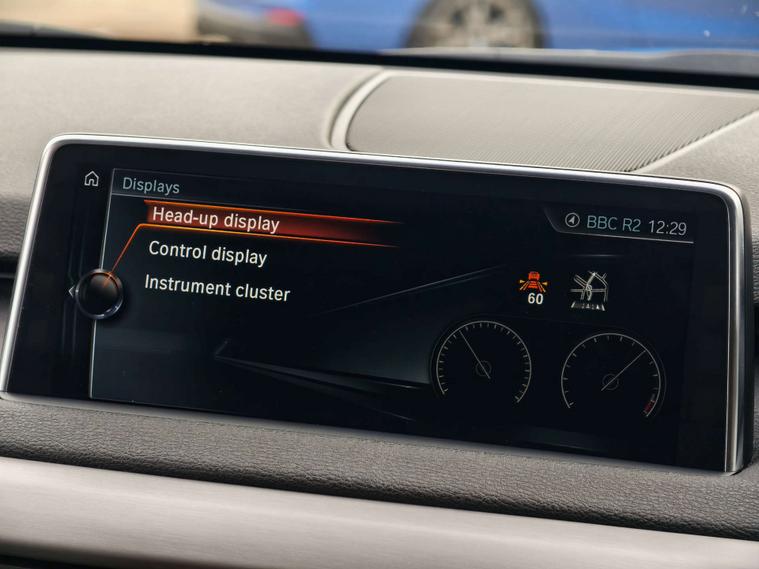 Displays
Head-up display
BBC R2 12:29
Control display
Instrument cluster
60